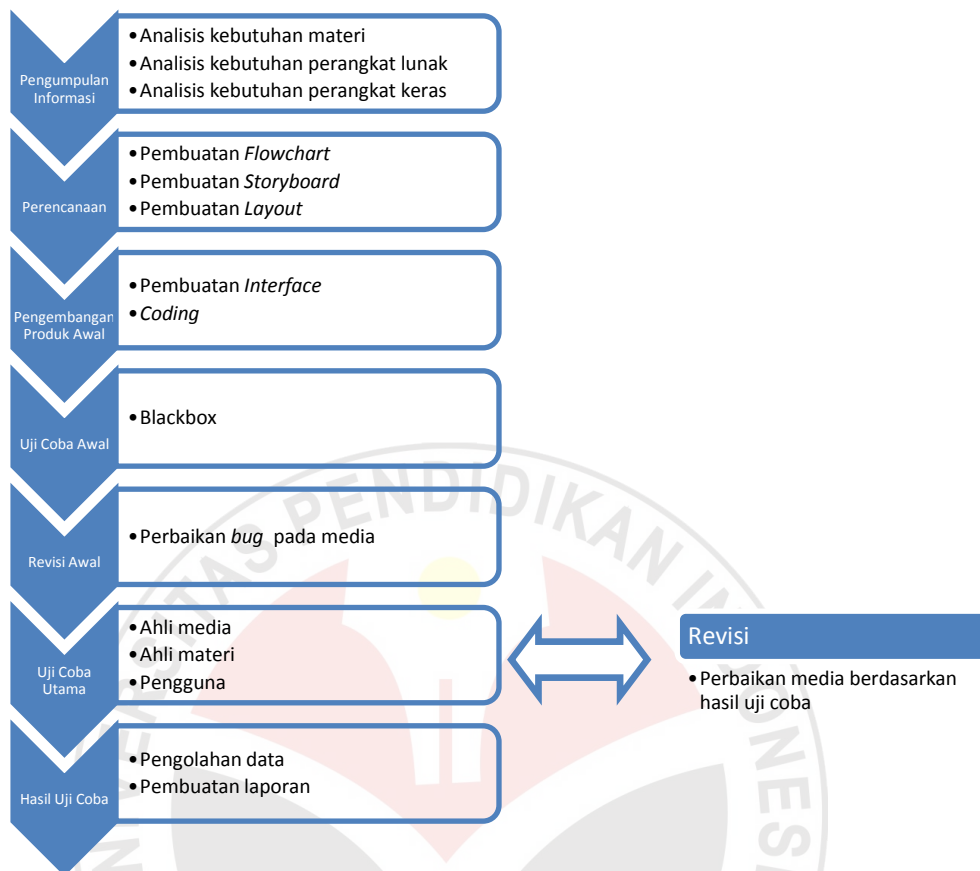 Pengumpulan
Informasi
•Analisis kebutuhan materi
•Analisis kebutuhan perangkat lunak
•Analisis kebutuhan perangkat keras
Perencanaan
•Pembuatan Flowchart
•Pembuatan Storyboard
•Pembuatan Layout
Pengembangan
Produk Awal
•Pembuatan Interface
•Coding
Uji Coba Awal
•Blackbox
Revisi Awal
•Perbaikan bug pada media
Uji Coba
Utama
•Ahli media
•Ahli materi
•Pengguna
Revisi
•Perbaikan media berdasarkan
hasil uji coba
Hasil Uji Coba
•Pengolahan data
•Pembuatan laporan